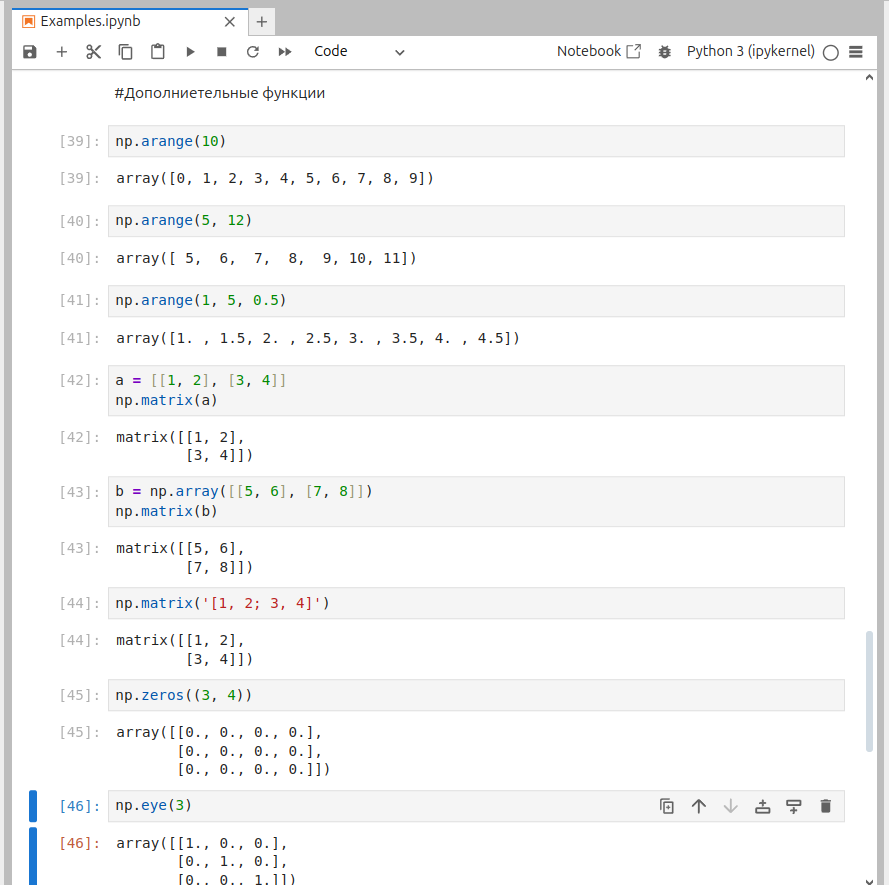 Examples.ipynb
Code
Notebook
Python 3 (ipykernel)
#Дополниетельные функции
[39]: np.arange(10)
[39]: array([0, 1, 2, 3, 4, 5, 6, 7, 8, 9])
[40]: np.arange(5, 12)
[40]: array([ 5,  6,  7,  8,  9, 10, 11])
[41]: np.arange(1, 5, 0.5)
[41]: array([1. , 1.5, 2. , 2.5, 3. , 3.5, 4. , 4.5])
[42]: a = [[1, 2], [3, 4]]
np.matrix(a)
[42]: matrix([[1, 2],
[3, 4]])
[43]: b = np.array([[5, 6], [7, 8]])
np.matrix(b)
[43]: matrix([[5, 6],
[7, 8]])
[44]: np.matrix('[1, 2; 3, 4]')
[44]: matrix([[1, 2],
[3, 4]])
[45]: np.zeros((3, 4))
[45]: array([[0., 0., 0., 0.],
[0., 0., 0., 0.],
[0., 0., 0., 0.]])
[46]: np.eye(3)
[46]: array([[1., 0., 0.],
[0., 1., 0.],
[0., 0., 1.]])